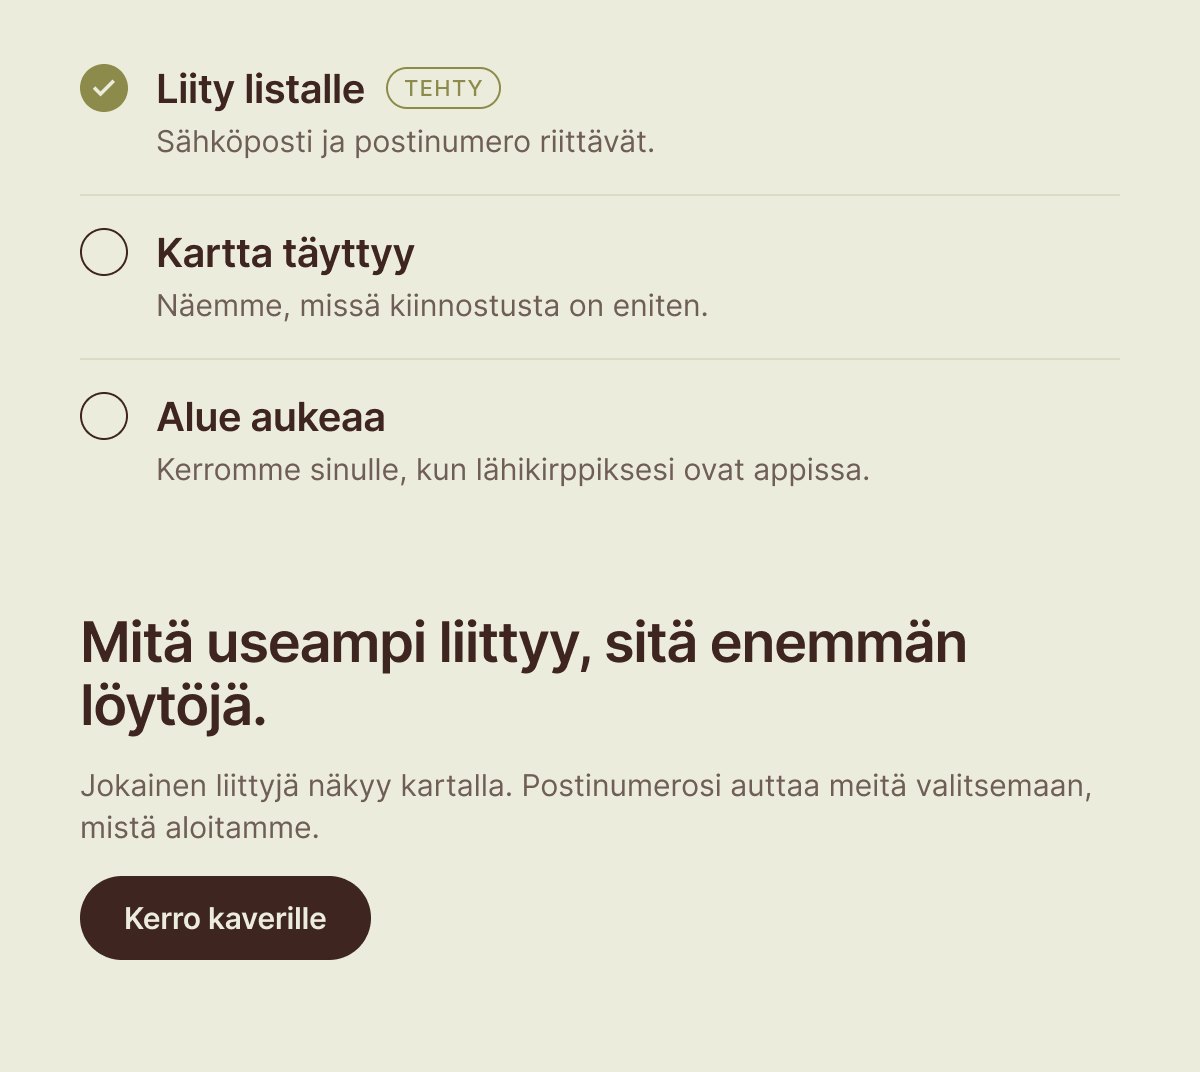 Liity listalle TEHTY
Sähköposti ja postinumero riittävät.
Kartta täyttyy
Näemme, missä kiinnostusta on eniten.
Alue aukeaa
Kerromme sinulle, kun lähikirppiksesi ovat appissa.
Mitä useampi liittyy, sitä enemmän
löytöjä.
Jokainen liittyjä näkyy kartalla. Postinumerosi auttaa meitä valitsemaan,
mistä aloitamme.
Kerro kaverille